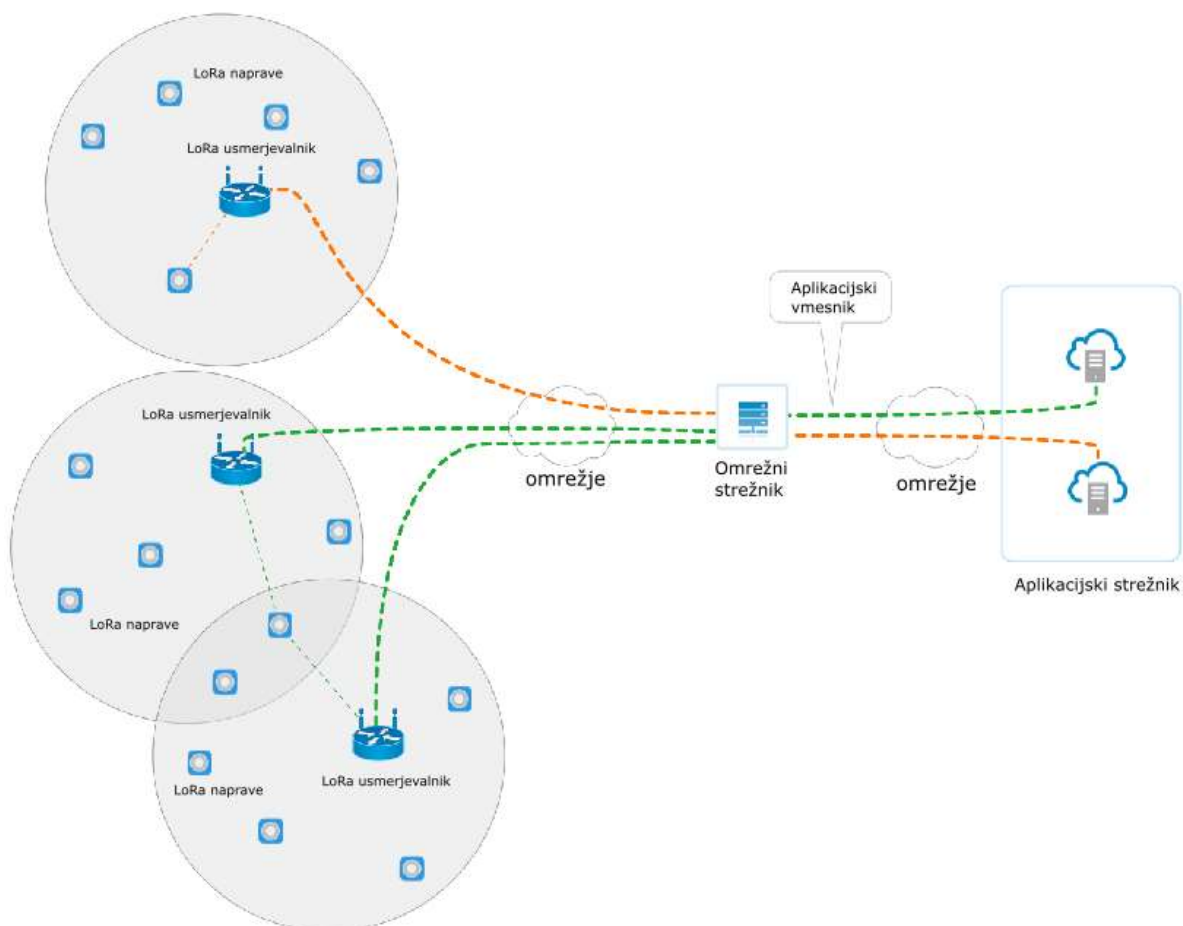 LoRa naprave
LoRa usmerjevalnik
Aplikacijski
vmesnik
LoRa usmerjevalnik
omrežje
Omrežni
strežnik
omrežje
Aplikacijski strežnik
LoRa naprave
LoRa usmerjevalnik
LoRa naprave